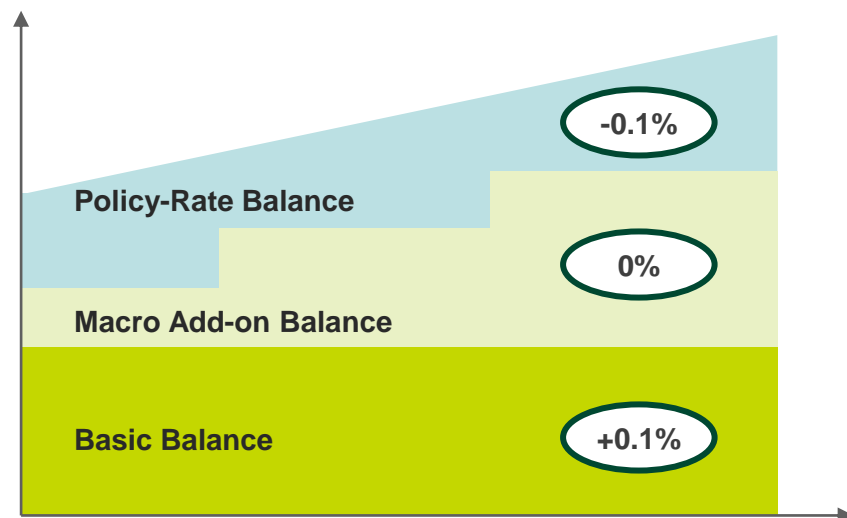 -0.1%
Policy-Rate Balance
0%
Macro Add-on Balance
Basic Balance
+0.1%